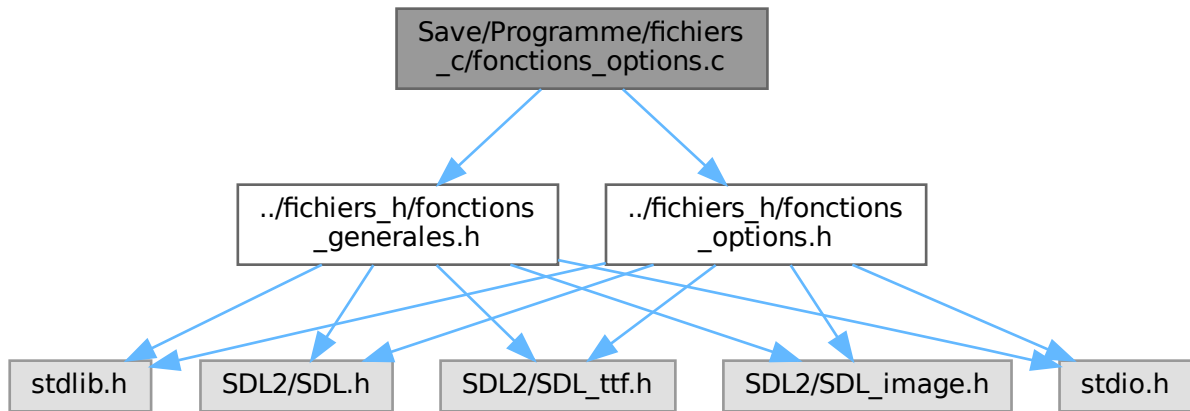 Save/Programme/fichiers
_c/fonctions_options.c
../fichiers_h/fonctions
_generales.h
../fichiers_h/fonctions
_options.h
stdlib.h
SDL2/SDL.h
SDL2/SDL_ttf.h
SDL2/SDL_image.h
stdio.h